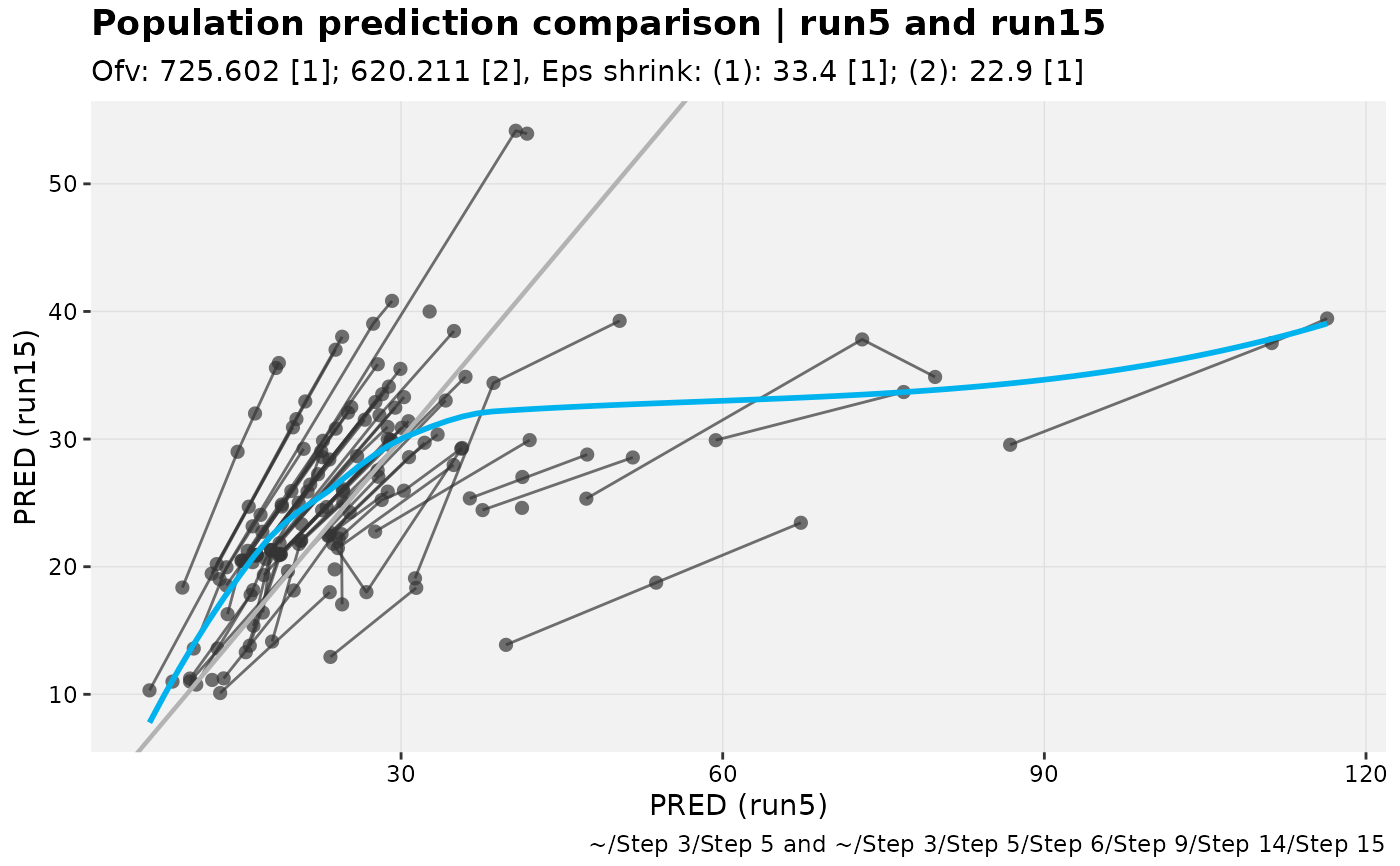 Population prediction comparison | run5 and run15
Ofv: 725.602 [1]; 620.211 [2], Eps shrink: (1): 33.4 [1]; (2): 22.9 [1]
PRED (run15)
50
40
30
20
10
30
60
90
120
PRED (run5)
~/Step 3/Step 5 and ~/Step 3/Step 5/Step 6/Step 9/Step 14/Step 15